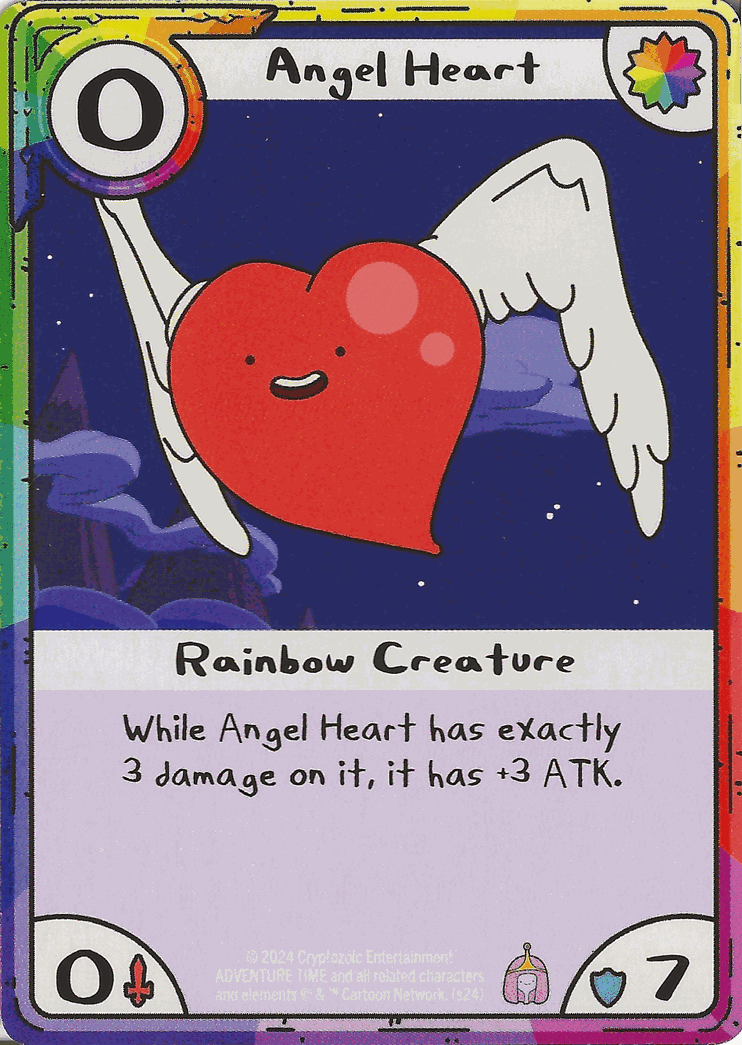 0
Angel Heart
Rainbow Creature
While Angel Heart has exactly
3 damage on it, it has +3 ATK.
0
© 2024 Cryptozoic Entertainment.
ADVENTURE TIME and all related characters
and elements © & ™ Cartoon Network. (s24)
7